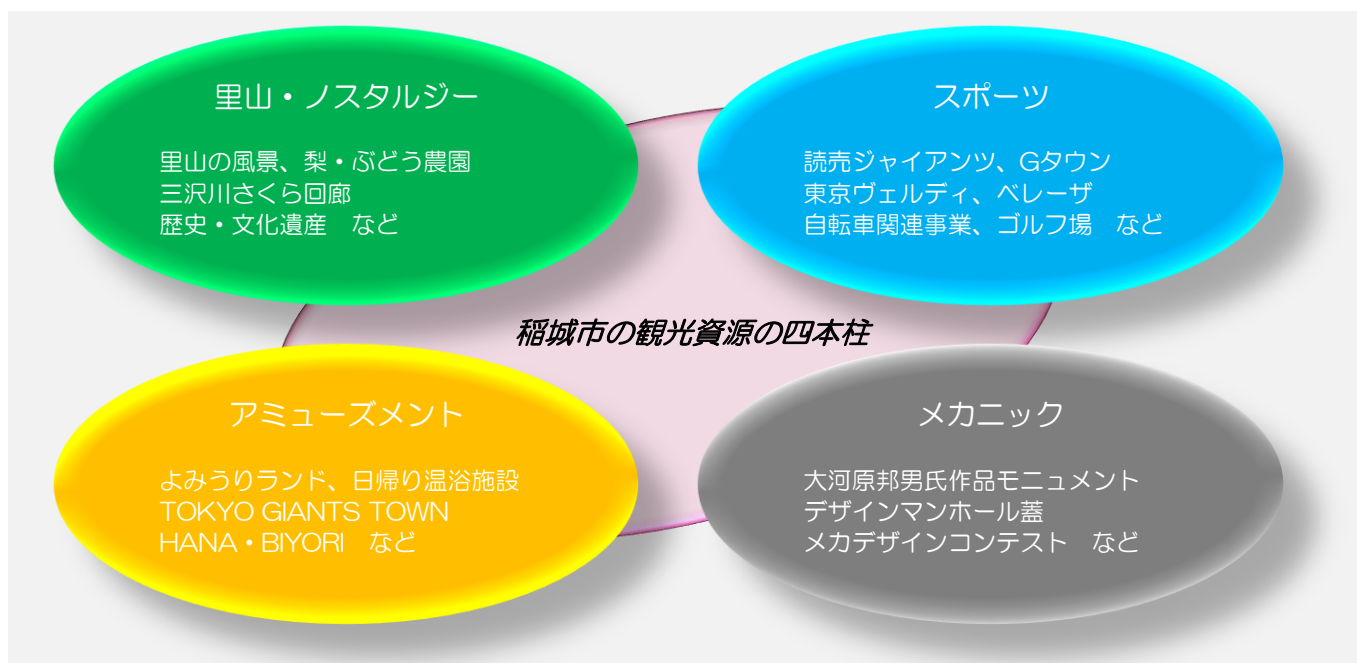 里山・ノスタルジー
里山の風景、梨・ぶどう農園
三沢川さくら回廊
歴史・文化遺産　など
スポーツ
読売ジャイアンツ、Gタウン
東京ヴェルディ、ベレーザ
自転車関連事業、ゴルフ場　など
稲城市の観光資源の四本柱
アミューズメント
よみうりランド、日帰り温浴施設
TOKYO GIANTS TOWN
HANA・BIYORI　など
メカニック
大河原邦男氏作品モニュメント
デザインマンホール蓋
メカデザインコンテスト　など